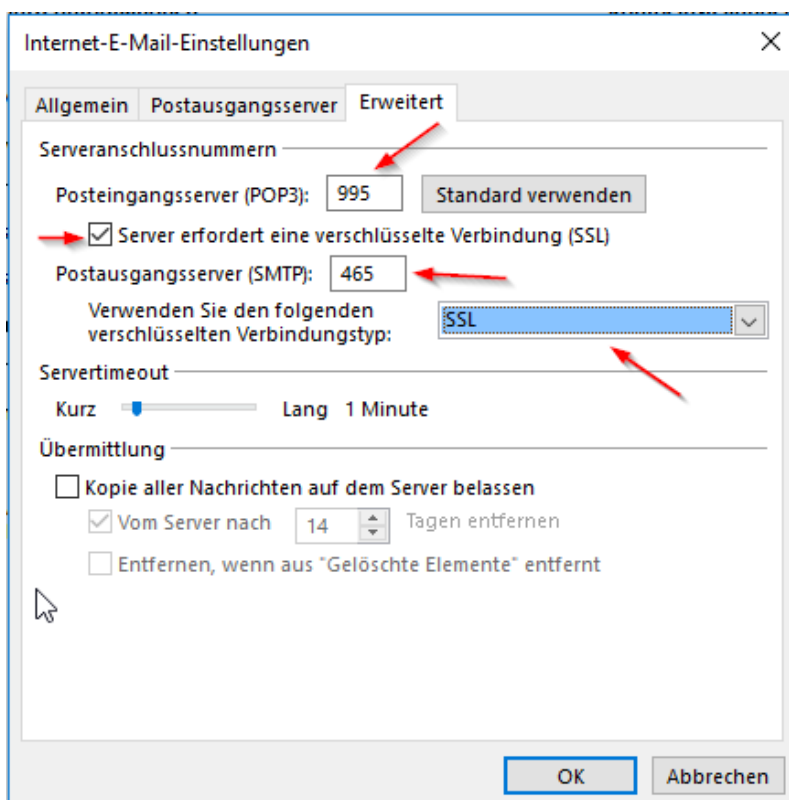 Internet-E-Mail-Einstellungen
Allgemein Postausgangsserver Erweitert
Serveranschlussnummern
Posteingangsserver (POP3): 995 Standard verwenden
Server erfordert eine verschlüsselte Verbindung (SSL)
Postausgangsserver (SMTP): 465
Verwenden Sie den folgenden
verschlüsselten Verbindungstyp: SSL
Servertimeout
Kurz Lang 1 Minute
Übermittlung
Kopie aller Nachrichten auf dem Server belassen
Vom Server nach 14 Tagen entfernen
Entfernen, wenn aus "Gelöschte Elemente" entfernt
OK Abbrechen